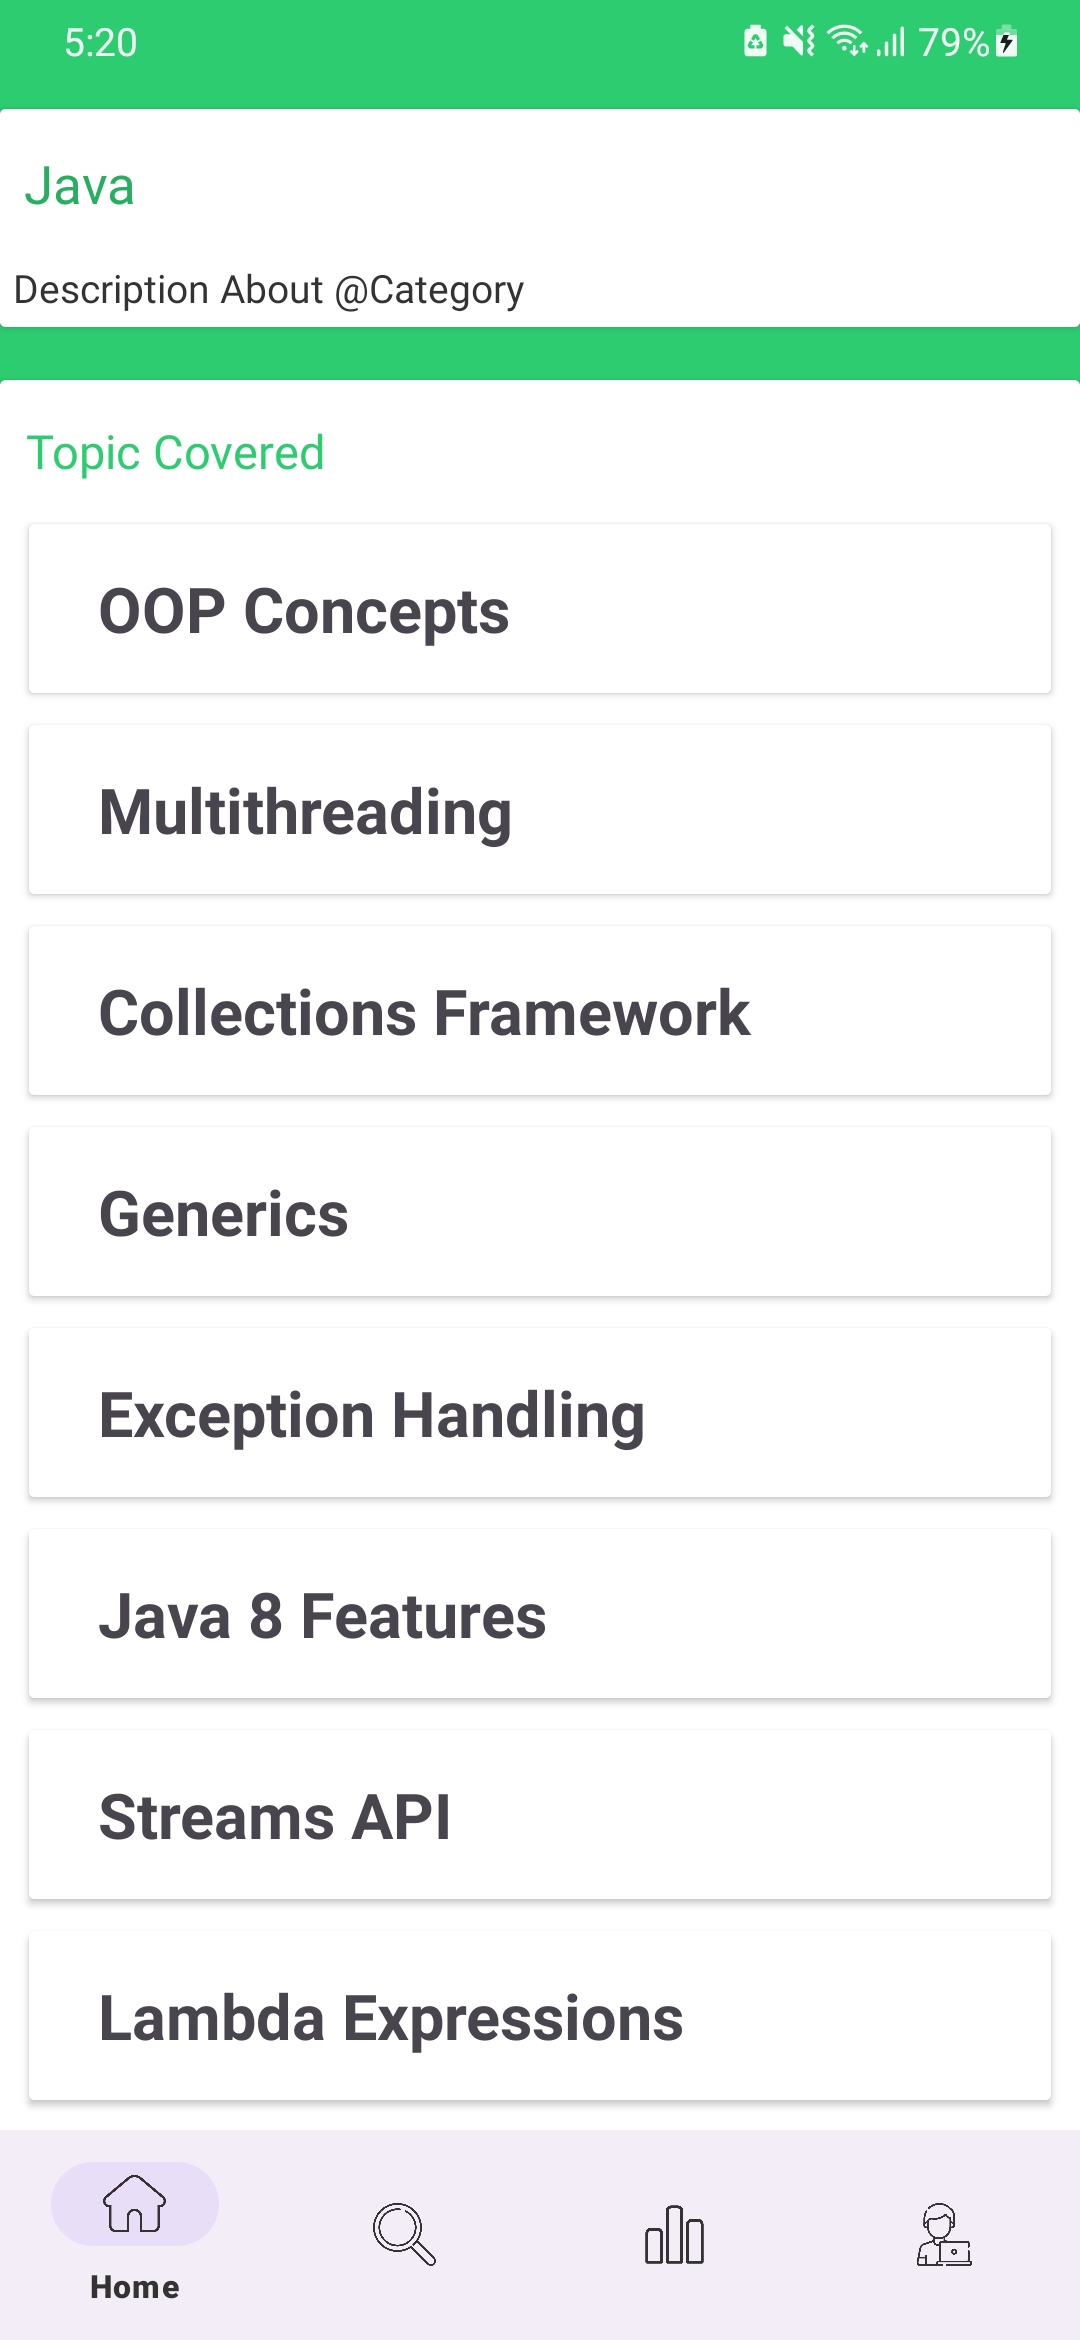 5:20
79%
Java
Description About @Category
Topic Covered
OOP Concepts
Multithreading
Collections Framework
Generics
Exception Handling
Java 8 Features
Streams API
Lambda Expressions
Home